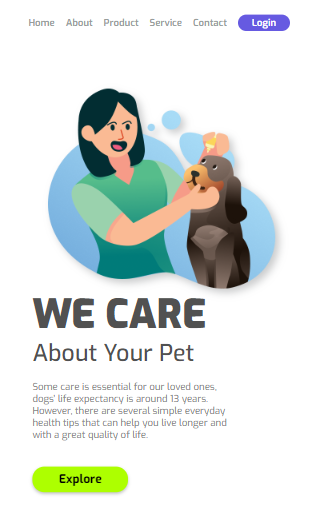 Home About Product Service Contact Login
WE CARE
About Your Pet
Some care is essential for our loved ones,
dogs' life expectancy is around 13 years.
However, there are several simple everyday
health tips that can help you live longer and
with a great quality of life.
Explore